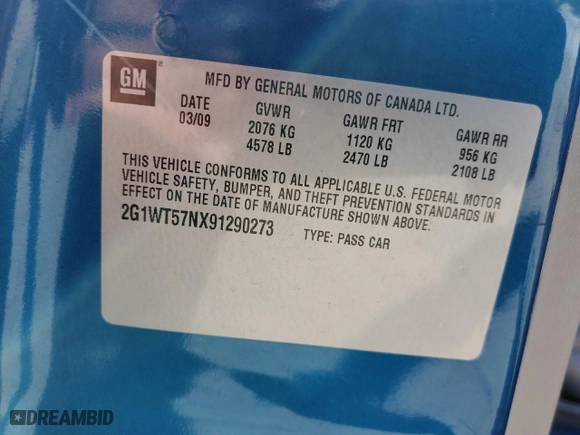 GM
MFD BY GENERAL MOTORS OF CANADA LTD.
DATE GVWR GAWR FRT GAWR RR
03/09 2076 KG 1120 KG 956 KG
4578 LB 2470 LB 2108 LB
THIS VEHICLE CONFORMS TO ALL APPLICABLE U.S. FEDERAL MOTOR
VEHICLE SAFETY, BUMPER, AND THEFT PREVENTION STANDARDS IN
EFFECT ON THE DATE OF MANUFACTURE SHOWN ABOVE.
2G1WT57NX91290273 TYPE: PASS CAR
DREAMBID